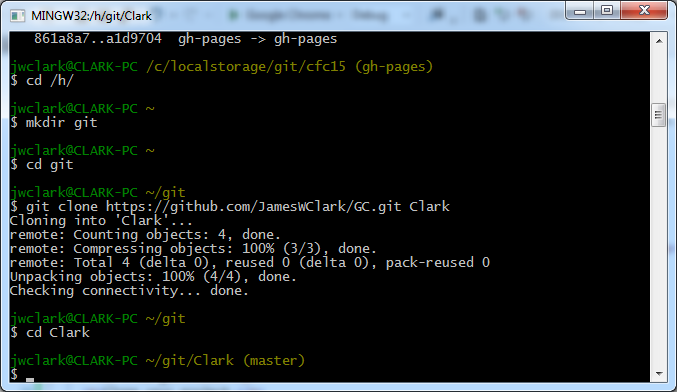 MINGW32:/h/git/Clark
861a8a7..a1d9704  gh-pages -> gh-pages
jwclark@CLARK-PC /c/localstorage/git/cfc15 (gh-pages)
$ cd /h/
jwclark@CLARK-PC ~
$ mkdir git
jwclark@CLARK-PC ~
$ cd git
jwclark@CLARK-PC ~/git
$ git clone https://github.com/JamesWClark/GC.git Clark
Cloning into 'Clark'...
remote: Counting objects: 4, done.
remote: Compressing objects: 100% (3/3), done.
remote: Total 4 (delta 0), reused 0 (delta 0), pack-reused 0
Unpacking objects: 100% (4/4), done.
Checking connectivity... done.
jwclark@CLARK-PC ~/git
$ cd Clark
jwclark@CLARK-PC ~/git/Clark (master)
$